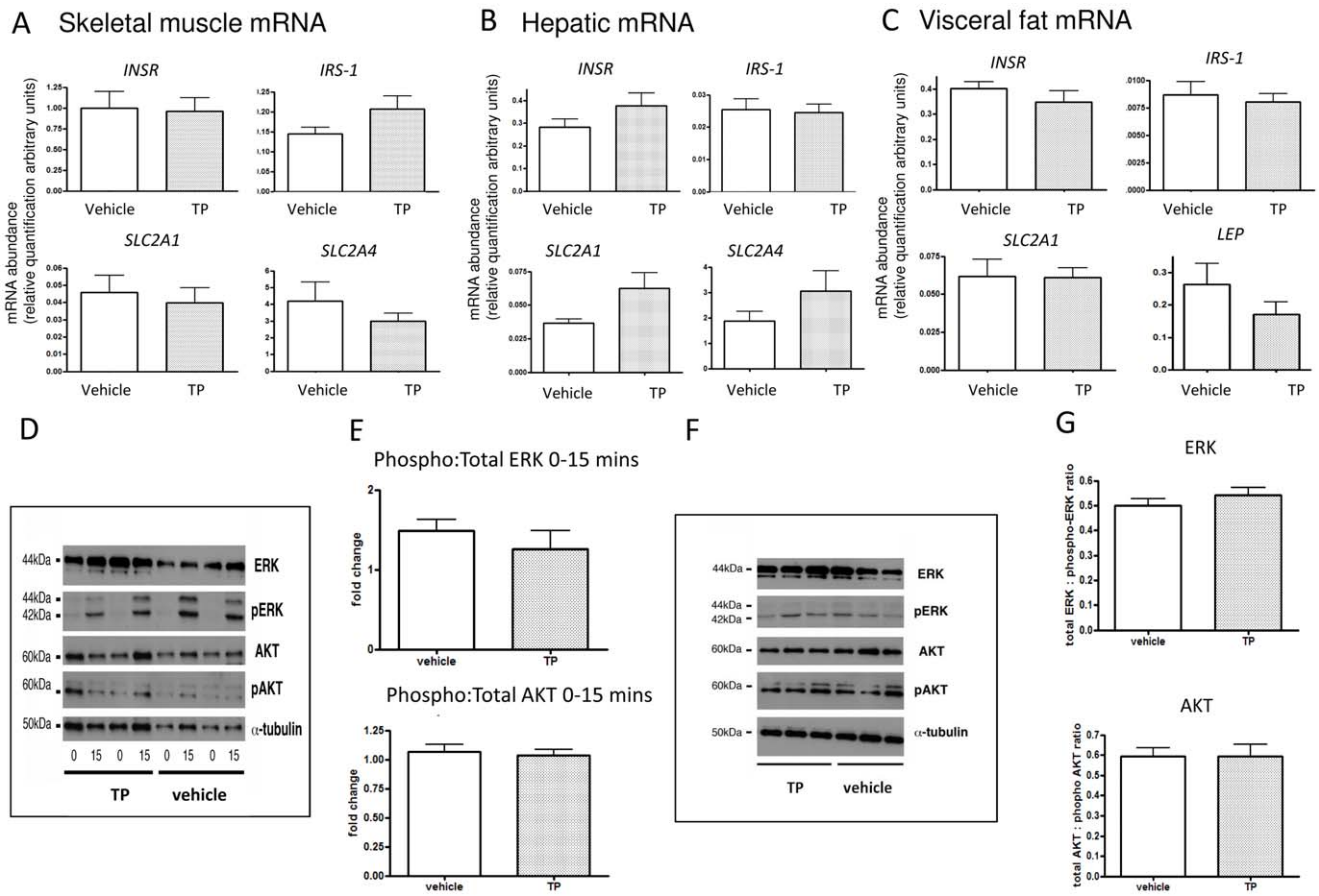 A Skeletal muscle mRNA
mRNA abundance
(relative quantification arbitrary units)
INSR
1.25
1.00
0.75
0.50
0.25
0.00
Vehicle TP
IRS-1
1.25
1.20
1.15
1.10
1.05
1.00
Vehicle TP
SLC2A1
0.06
0.05
0.04
0.03
0.02
0.01
0.00
Vehicle TP
SLC2A4
6
5
4
3
2
1
0
Vehicle TP
B Hepatic mRNA
mRNA abundance
(relative quantification arbitrary units)
INSR
0.4
0.3
0.2
0.1
0.0
Vehicle TP
IRS-1
0.03
0.02
0.01
0.00
Vehicle TP
SLC2A1
0.075
0.050
0.025
0.000
Vehicle TP
SLC2A4
4
3
2
1
0
Vehicle TP
C Visceral fat mRNA
mRNA abundance
(relative quantification arbitrary units)
INSR
0.4
0.3
0.2
0.1
0.0
Vehicle TP
IRS-1
.0100
.0075
.0050
.0025
.0000
Vehicle TP
SLC2A1
0.075
0.050
0.025
0.000
Vehicle TP
LEP
0.3
0.2
0.1
0.0
Vehicle TP
D
44kDa ERK
44kDa
42kDa pERK
60kDa AKT
60kDa pAKT
50kDa α-tubulin
0 15 0 15 0 15 0 15
TP vehicle
E
Phospho:Total ERK 0-15 mins
fold change
2
1
0
vehicle TP
Phospho:Total AKT 0-15 mins
fold change
1.25
1.00
0.75
0.50
0.25
0.00
vehicle TP
F
44kDa ERK
44kDa
42kDa pERK
60kDa AKT
60kDa pAKT
50kDa α-tubulin
TP vehicle
G
ERK
total ERK : phospho-ERK ratio
0.6
0.5
0.4
0.3
0.2
0.1
0.0
vehicle TP
AKT
total AKT : phospho AKT ratio
0.7
0.6
0.5
0.4
0.3
0.2
0.1
0.0
vehicle TP